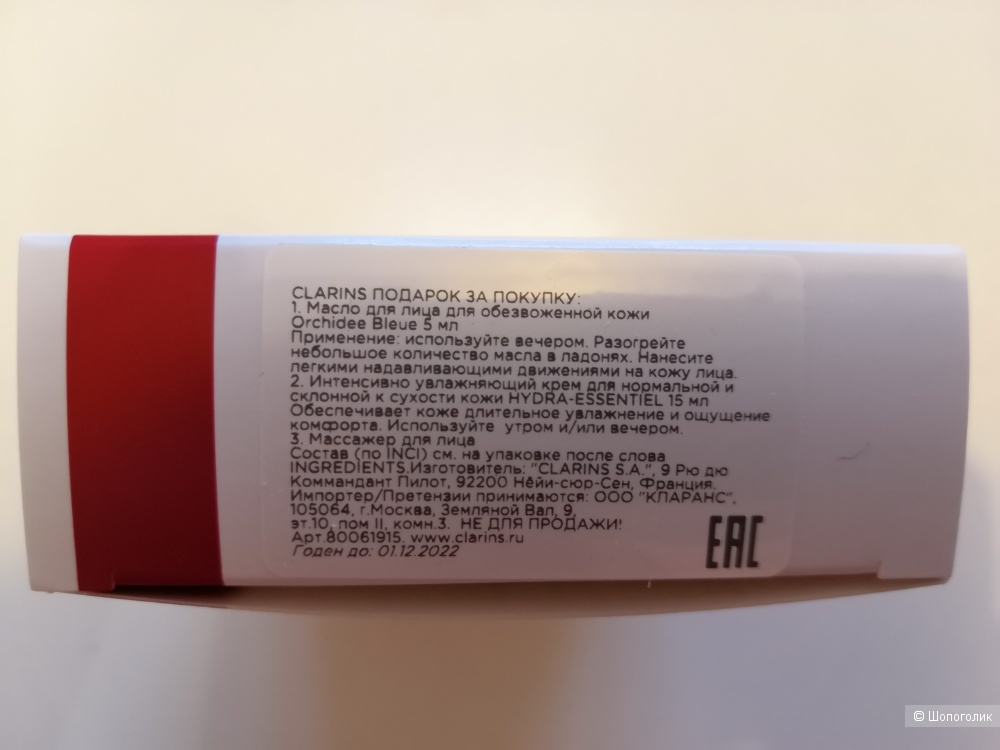 CLARINS ПОДАРОК ЗА ПОКУПКУ:
1. Масло для лица для обезвоженной кожи
Orchidee Bleue 5 мл
Применение: используйте вечером. Разогрейте
небольшое количество масла в ладонях. Нанесите
легкими надавливающими движениями на кожу лица.
2. Интенсивно увлажняющий крем для нормальной и
склонной к сухости кожи HYDRA-ESSENTIEL 15 мл
Обеспечивает коже длительное увлажнение и ощущение
комфорта. Используйте утром и/или вечером.
3. Массажер для лица
Состав (по INCI) см. на упаковке после слова
INGREDIENTS.Изготовитель: "CLARINS S.A.", 9 Рю дю
Коммандант Пилот, 92200 Нёйи-сюр-Сен, Франция.
Импортер/Претензии принимаются: ООО "КЛАРАНС",
105064, г.Москва, Земляной Вал, 9,
эт.10, пом II, комн.3. НЕ ДЛЯ ПРОДАЖИ!
Арт.80061915. www.clarins.ru
Годен до: 01.12.2022
EAC
© Шопоголик